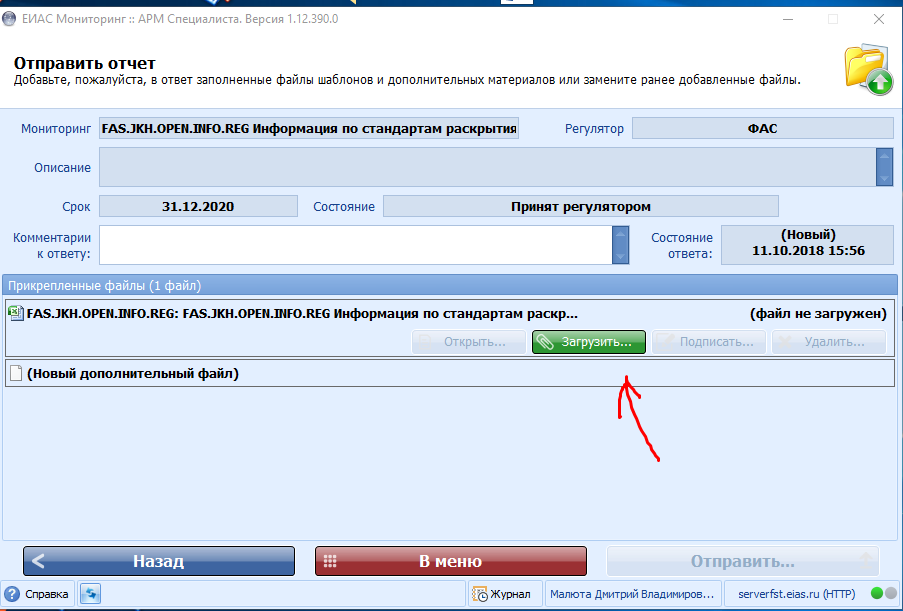 ЕИАС Мониторинг :: АРМ Специалиста. Версия 1.12.390.0
Отправить отчет
Добавьте, пожалуйста, в ответ заполненные файлы шаблонов и дополнительных материалов или замените ранее добавленные файлы.
Мониторинг FAS.JKH.OPEN.INFO.REG Информация по стандартам раскрытия Регулятор ФАС
Описание
Срок 31.12.2020 Состояние Принят регулятором
Комментарии к ответу:
Состояние ответа:
(Новый)
11.10.2018 15:56
Прикрепленные файлы (1 файл)
FAS.JKH.OPEN.INFO.REG: FAS.JKH.OPEN.INFO.REG Информация по стандартам раскр... (файл не загружен)
Открыть... Загрузить... Подписать... Удалить...
(Новый дополнительный файл)
Назад В меню Отправить...
Справка Журнал Малюта Дмитрий Владимиров... serverfst.eias.ru (HTTP)